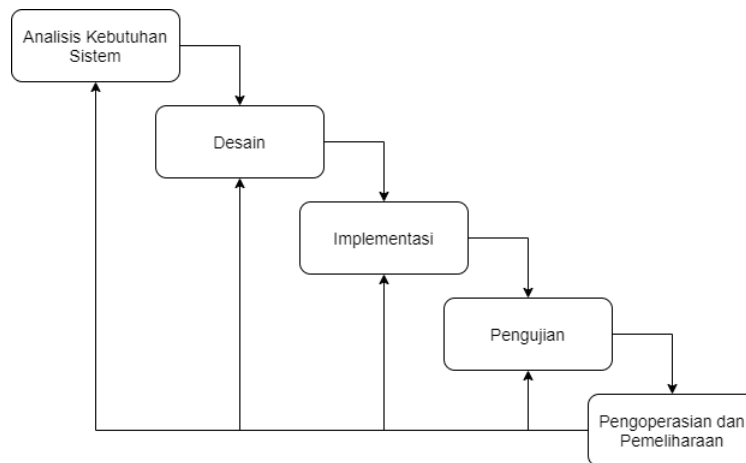 Analisis Kebutuhan
Sistem
Desain
Implementasi
Pengujian
Pengoperasian dan
Pemeliharaan